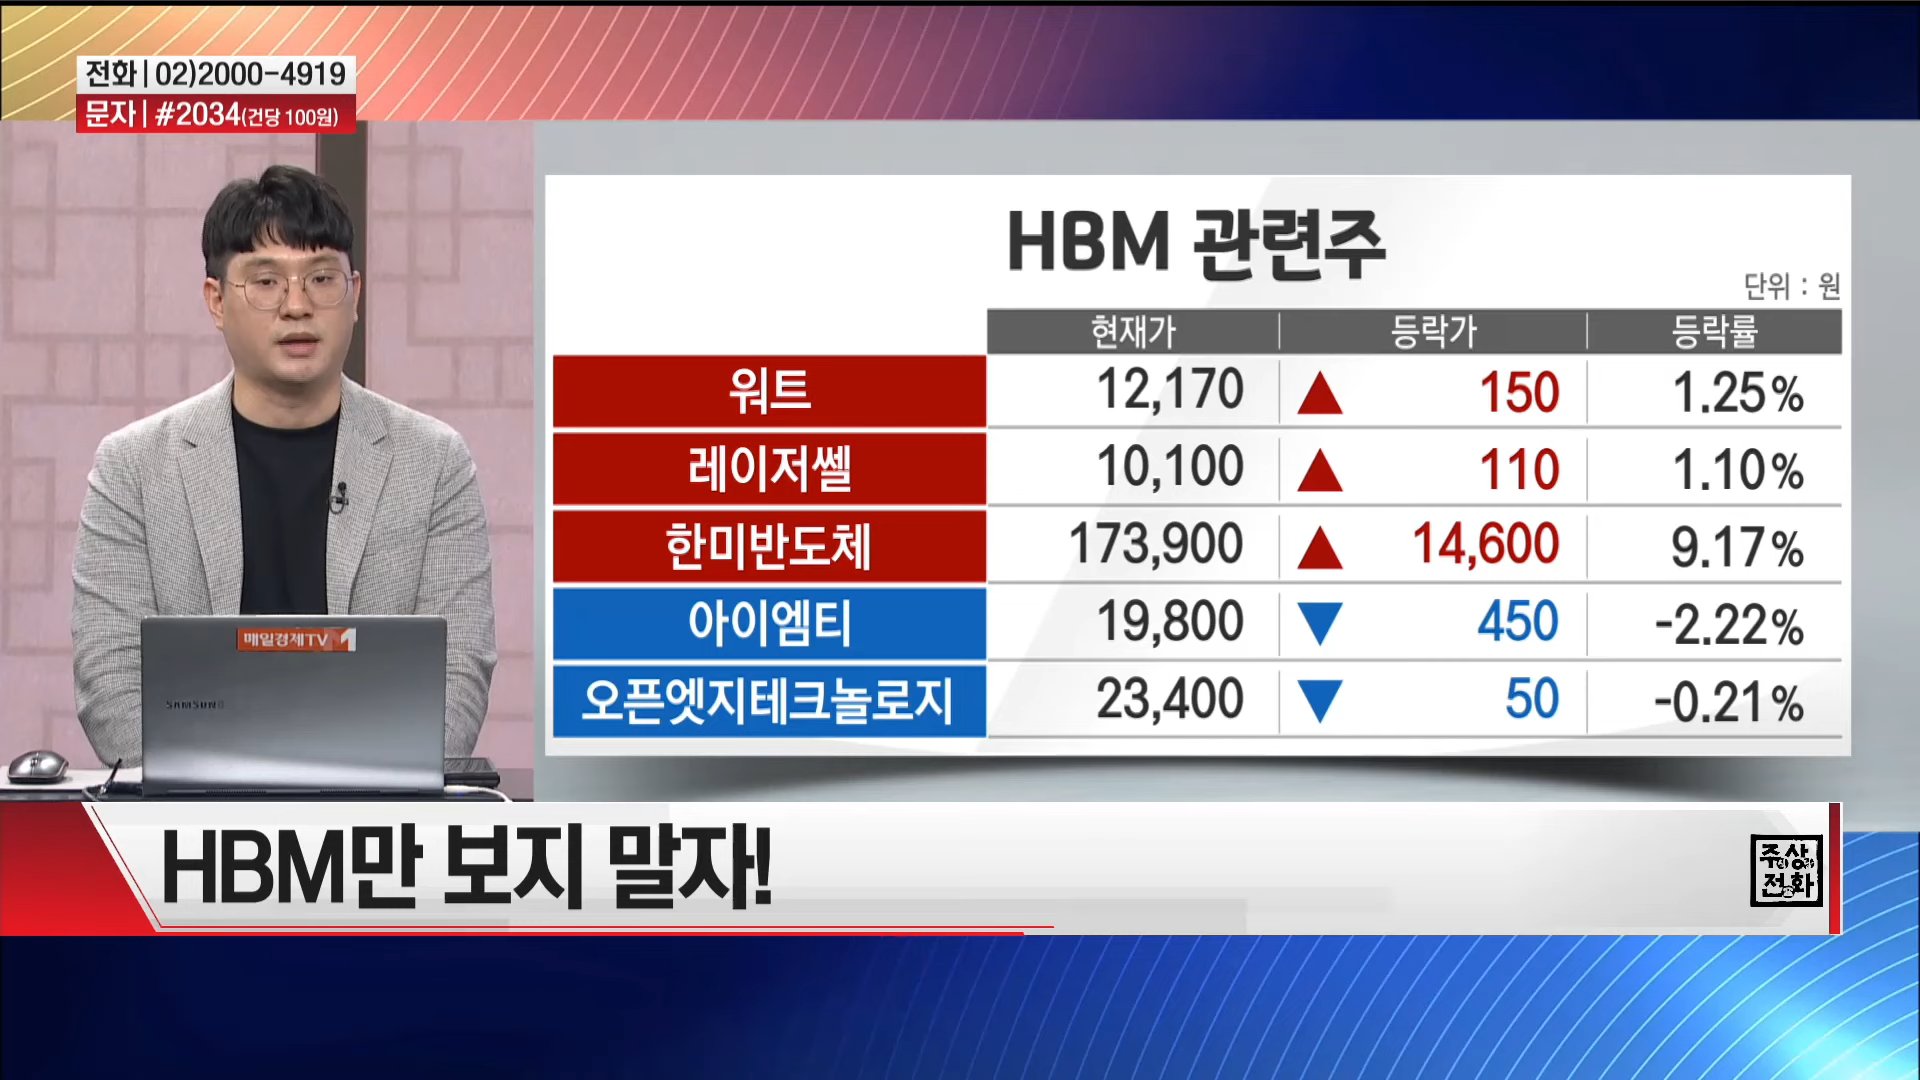 전화 | 02)2000-4919
문자 | #2034(건당 100원)
HBM 관련주
단위 : 원
현재가 등락가 등락률
워트 12,170 ▲ 150 1.25%
레이저쎌 10,100 ▲ 110 1.10%
한미반도체 173,900 ▲ 14,600 9.17%
아이엠티 19,800 ▼ 450 -2.22%
오픈엣지테크놀로지 23,400 ▼ 50 -0.21%
매일경제TV M
SAMSUNG
HBM만 보지 말자!
주상
전화